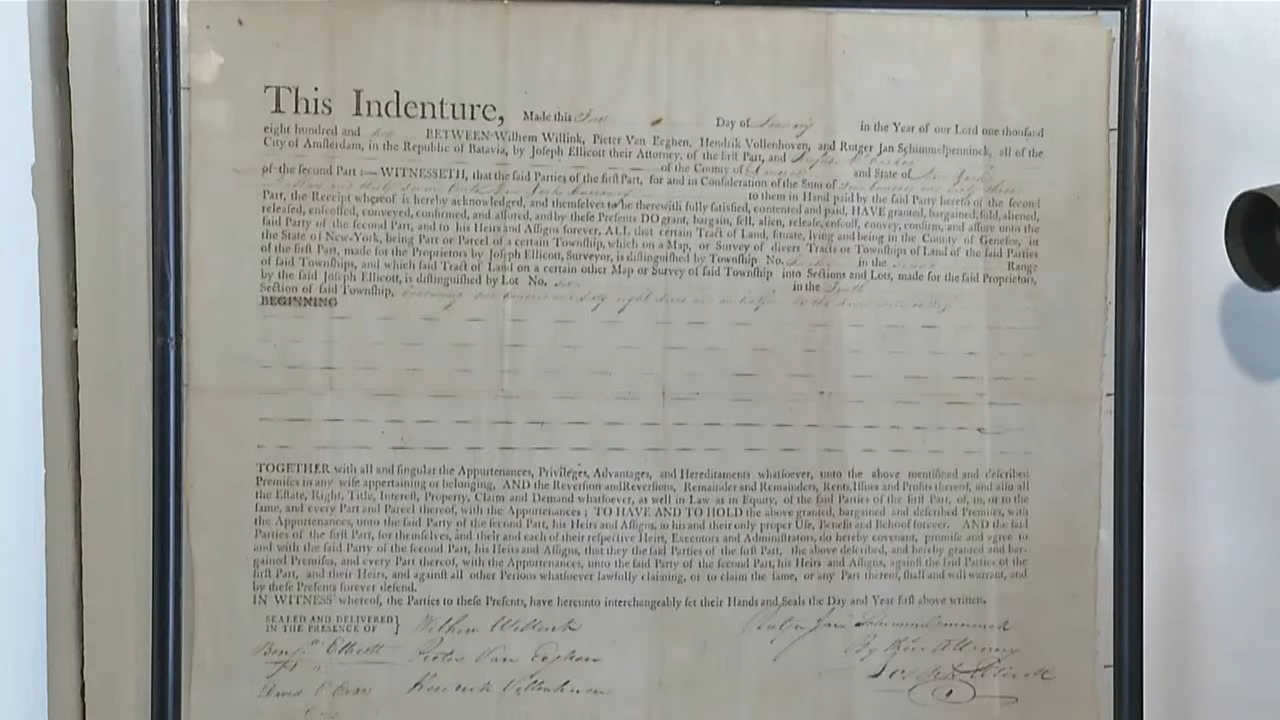 This Indenture, Made this First Day of January in the Year of our Lord one thousand
eight hundred and BETWEEN Wilhem Willink, Pieter Van Eeghen, Hendrik Vollenhoven, and Rutger Jan Schimmelpenninck, all of the
City of Amſterdam, in the Republic of Batavia, by Joſeph Ellicott their Attorney, of the firſt Part, and
of the County of and State of New York
of the ſecond Part :— WITNESSETH, that the ſaid Parties of the firſt Part, for and in Conſideration of the Sum of
to them in Hand paid by the Party hereto of the ſecond
Part, the Receipt whereof is hereby acknowledged, and themſelves to be therewith fully ſatisfied, contented and paid, HAVE granted, bargained, ſold, aliened,
releaſed, enfeoffed, conveyed, confirmed, and aſſured, and by theſe Preſents DO grant, bargain, ſell, alien, releaſe, enfeoff, convey, confirm, and aſſure unto the
ſaid Party of the ſecond Part, and to his Heirs and Aſſigns forever, ALL that certain Tract of Land, ſituate, lying and being in the County of Geneſee, in
the State of New-York, being Part or Parcel of a certain Townſhip, which on a Map, or Survey of divers Tracts or Townſhips of Land of the ſaid Parties
of the firſt Part, made for the Proprietors by Joſeph Ellicott, Surveyor, is diſtinguiſhed by Townſhip No. in the Range
of ſaid Townſhips, and which ſaid Tract of Land on a certain other Map or Survey of ſaid Townſhip into Sections and Lots, made for the ſaid Proprietors,
by the ſaid Joſeph Ellicott, is diſtinguiſhed by Lot No. in the Tenth
Section of ſaid Townſhip, containing one hundred and ſixty eight
BEGINNING
TOGETHER with all and ſingular the Appurtenances, Privileges, Advantages, and Hereditaments whatſoever, unto the above mentioned and deſcribed
Premiſes in any wiſe appertaining or belonging, AND the Reverſion and Reverſions, Remainder and Remainders, Rents, Iſſues and Profits thereof, and alſo all
the Eſtate, Right, Title, Intereſt, Property, Claim and Demand whatſoever, as well in Law as in Equity, of the ſaid Parties of the firſt Part, of, in, or to the
ſame, and every Part and Parcel thereof, with the Appurtenances ; TO HAVE AND TO HOLD the above granted, bargained and deſcribed Premiſes, with
the Appurtenances, unto the ſaid Party of the ſecond Part, his Heirs and Aſſigns, to his and their only proper Uſe, Benefit and Behoof forever. AND the ſaid
Parties of the firſt Part, for themſelves, and their and each of their reſpective Heirs, Executors and Adminiſtrators, do hereby covenant, promiſe and agree to
and with the ſaid Party of the ſecond Part, his Heirs and Aſſigns, that they the ſaid Parties of the firſt Part, the above deſcribed, and hereby granted and bar-
gained Premiſes, and every Part thereof, with the Appurtenances, unto the ſaid Party of the ſecond Part, his Heirs and Aſſigns, againſt the ſaid Parties of the
firſt Part, and their Heirs, and againſt all other Perſons whatſoever lawfully claiming, or to claim the ſame, or any Part thereof, ſhall and will warrant, and
by theſe Preſents forever defend.
IN WITNESS whereof, the Parties to theſe Preſents, have hereunto interchangeably ſet their Hands and Seals the Day and Year firſt above written.
SEALED AND DELIVERED } Wilhem Willink Rutger Jan Schimmelpenninck
IN THE PRESENCE OF By their Attorney
Benjn Ellicott Pieter Van Eeghen Joseph Ellicott
David E. Evans Hendrik Vollenhoven